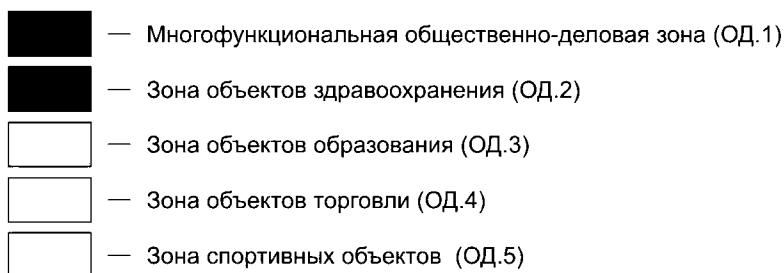 — Многофункциональная общественно-деловая зона (ОД.1)
— Зона объектов здравоохранения (ОД.2)
— Зона объектов образования (ОД.3)
— Зона объектов торговли (ОД.4)
— Зона спортивных объектов (ОД.5)